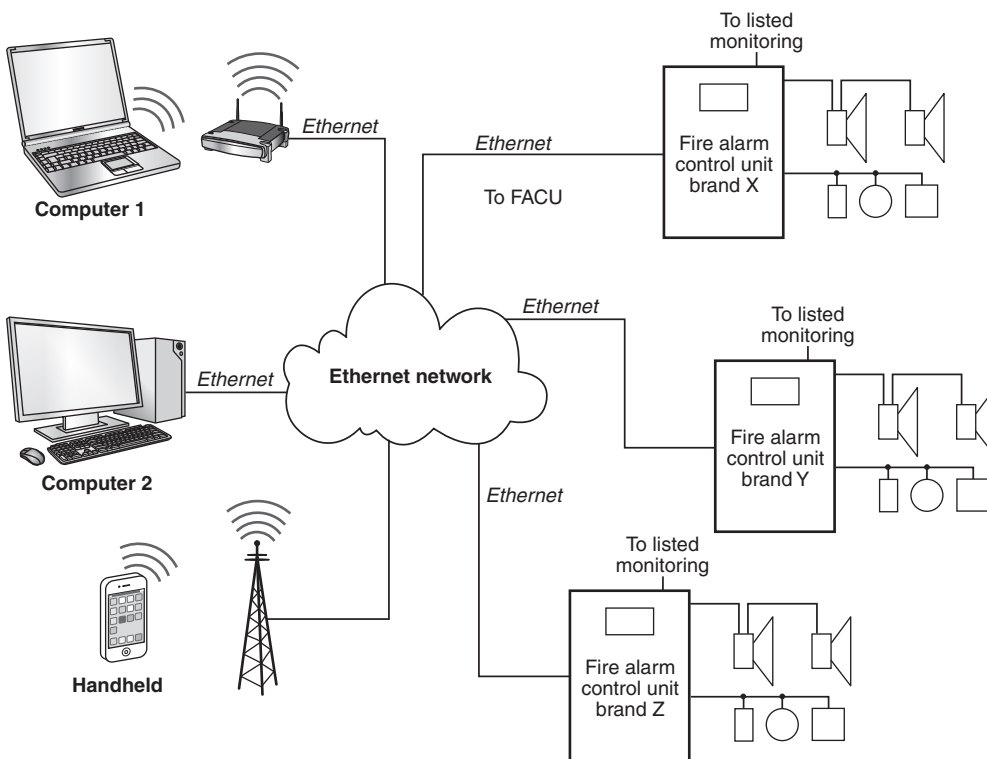 To listed
monitoring
Ethernet
Ethernet
Fire alarm
control unit
brand X
To FACU
Computer 1
Ethernet
To listed
monitoring
Ethernet
Ethernet network
Fire alarm
control unit
brand Y
Computer 2
Ethernet
To listed
monitoring
Fire alarm
control unit
brand Z
Handheld